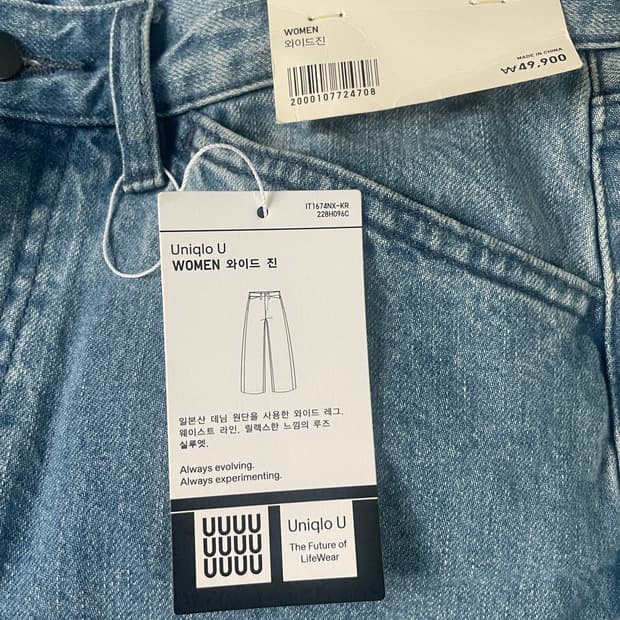 WOMEN
와이드진
MADE IN CHINA
₩49,900
2000107724708
IT1674NX-KR
228H096C
Uniqlo U
WOMEN 와이드 진
일본산 데님 원단을 사용한 와이드 레그.
웨이스트 라인, 릴랙스한 느낌의 루즈
실루엣.
Always evolving.
Always experimenting.
UUUU
UUUU
UUUU
Uniqlo U
The Future of
LifeWear